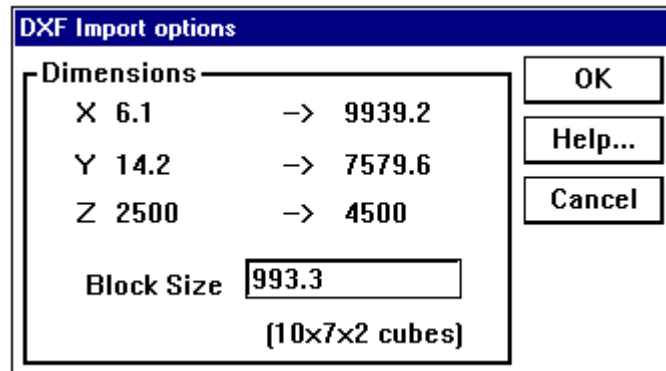 DXF Import options
Dimensions
X 6.1 -> 9939.2
Y 14.2 -> 7579.6
Z 2500 -> 4500
Block Size 993.3
(10x7x2 cubes)
OK
Help...
Cancel